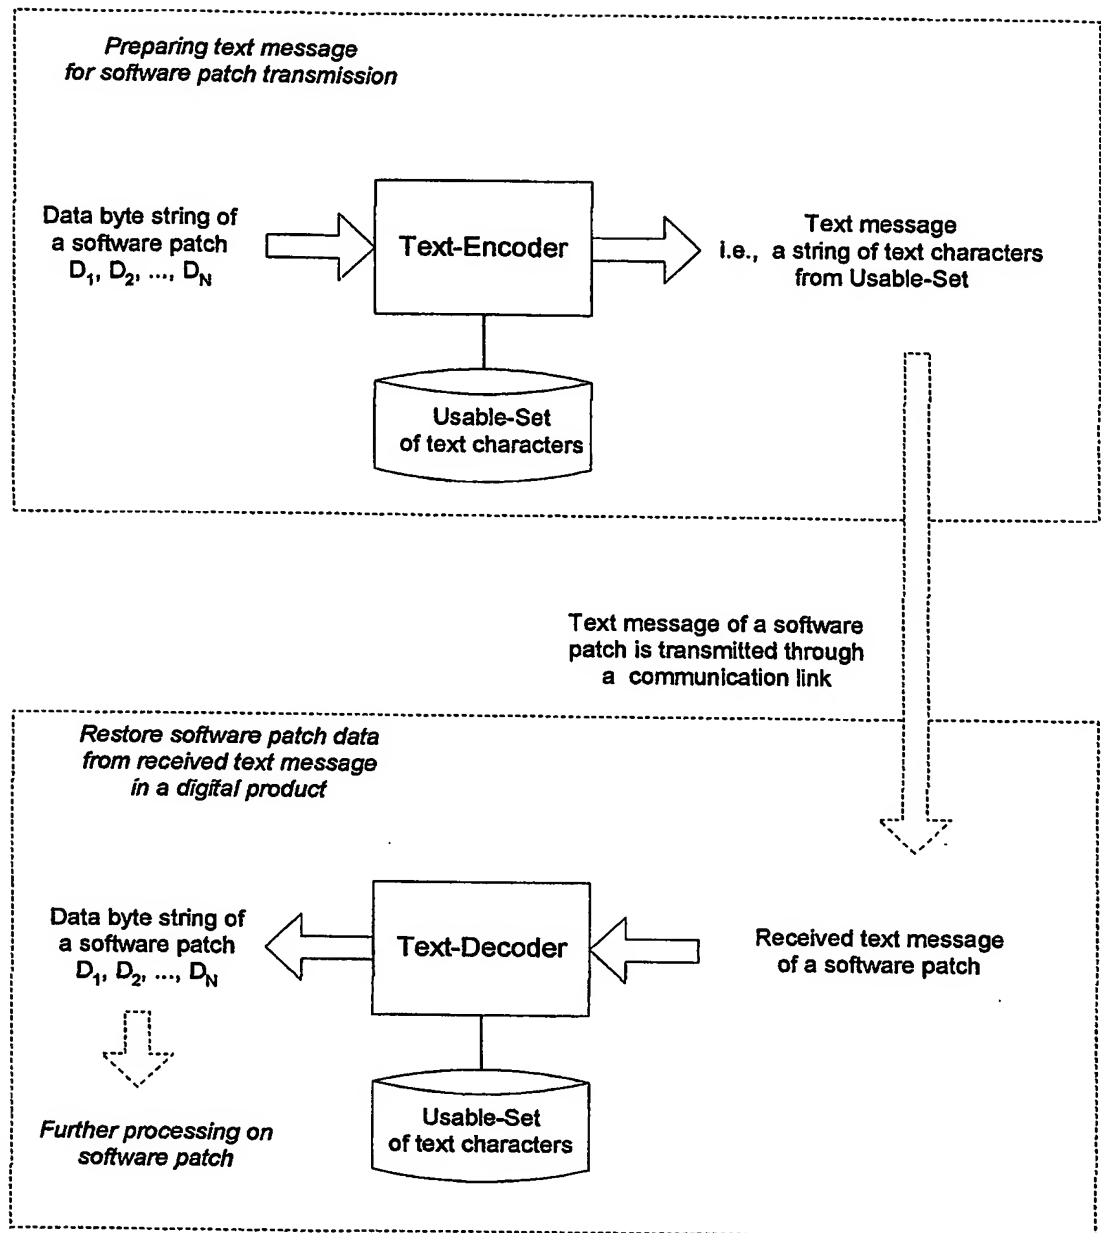 Preparing text message
for software patch transmission
Data byte string of
a software patch
D1, D2, ..., DN
Text-Encoder
Text message
i.e., a string of text characters
from Usable-Set
Usable-Set
of text characters
Text message of a software
patch is transmitted through
a communication link
Restore software patch data
from received text message
in a digital product
Data byte string of
a software patch
D1, D2, ..., DN
Text-Decoder
Received text message
of a software patch
Usable-Set
of text characters
Further processing on
software patch